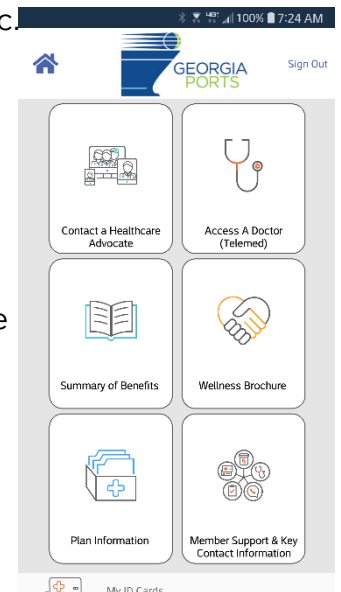 c.
4G 100% 7:24 AM
GEORGIA
PORTS
Sign Out
Contact a Healthcare
Advocate
Access A Doctor
(Telemed)
e
Summary of Benefits
Wellness Brochure
Plan Information
Member Support & Key
Contact Information
My ID Cards